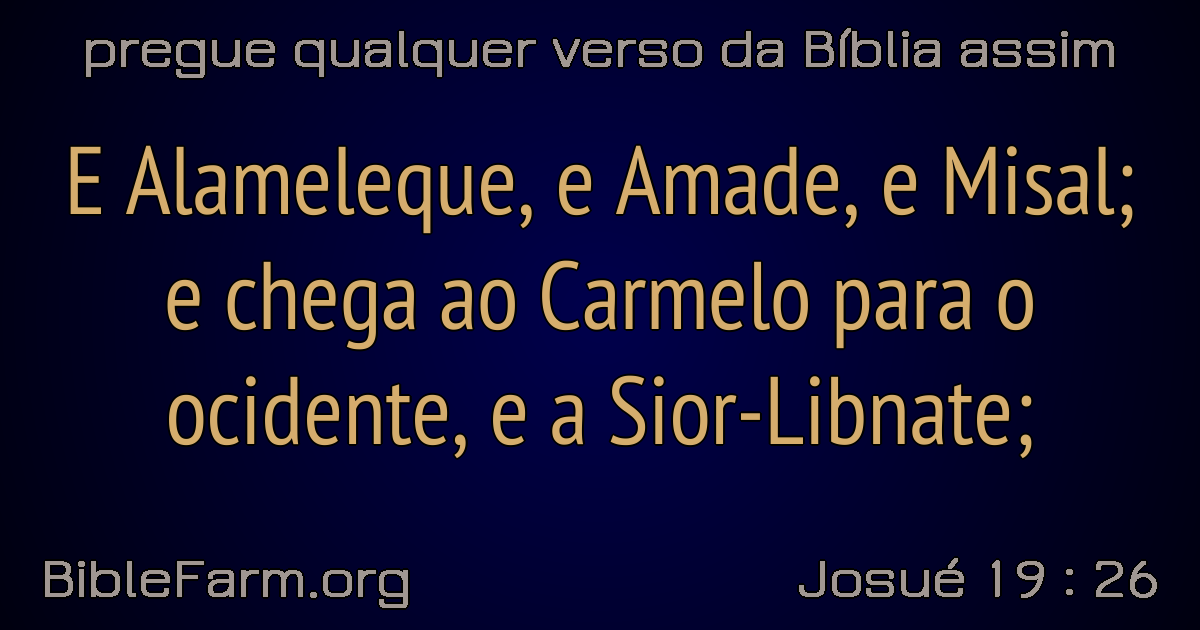 pregue qualquer verso da Bíblia assim
E Alameleque, e Amade, e Misal;
e chega ao Carmelo para o
ocidente, e a Sior-Libnate;
BibleFarm.org
Josué 19 : 26